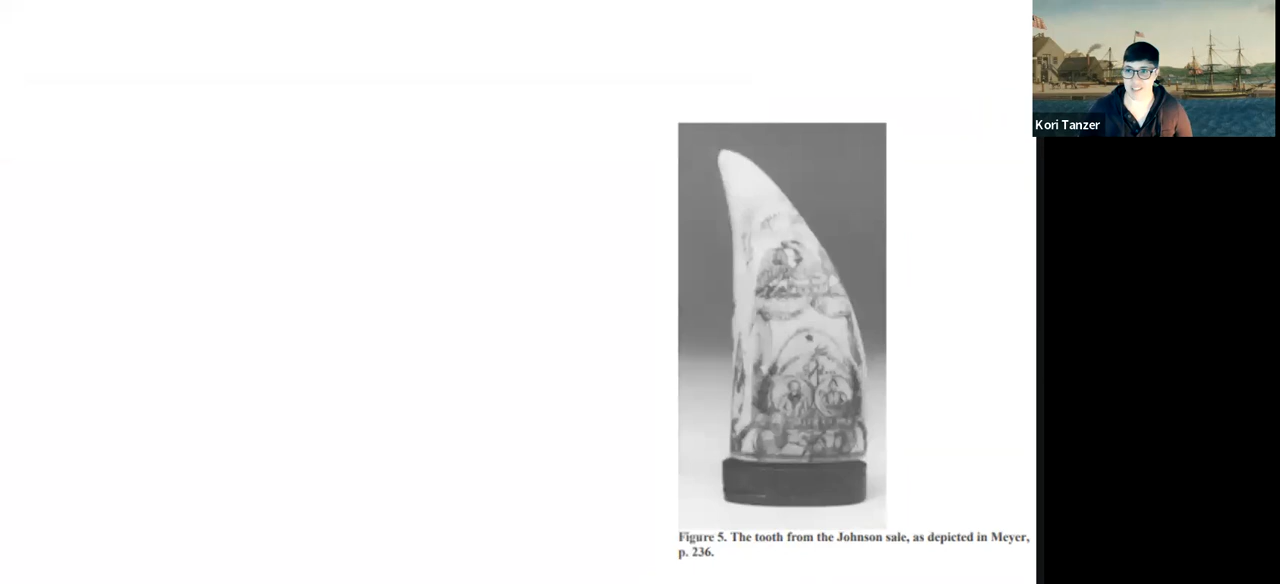 Kori Tanzer
Figure 5. The tooth from the Johnson sale, as depicted in Meyer,
p. 236.